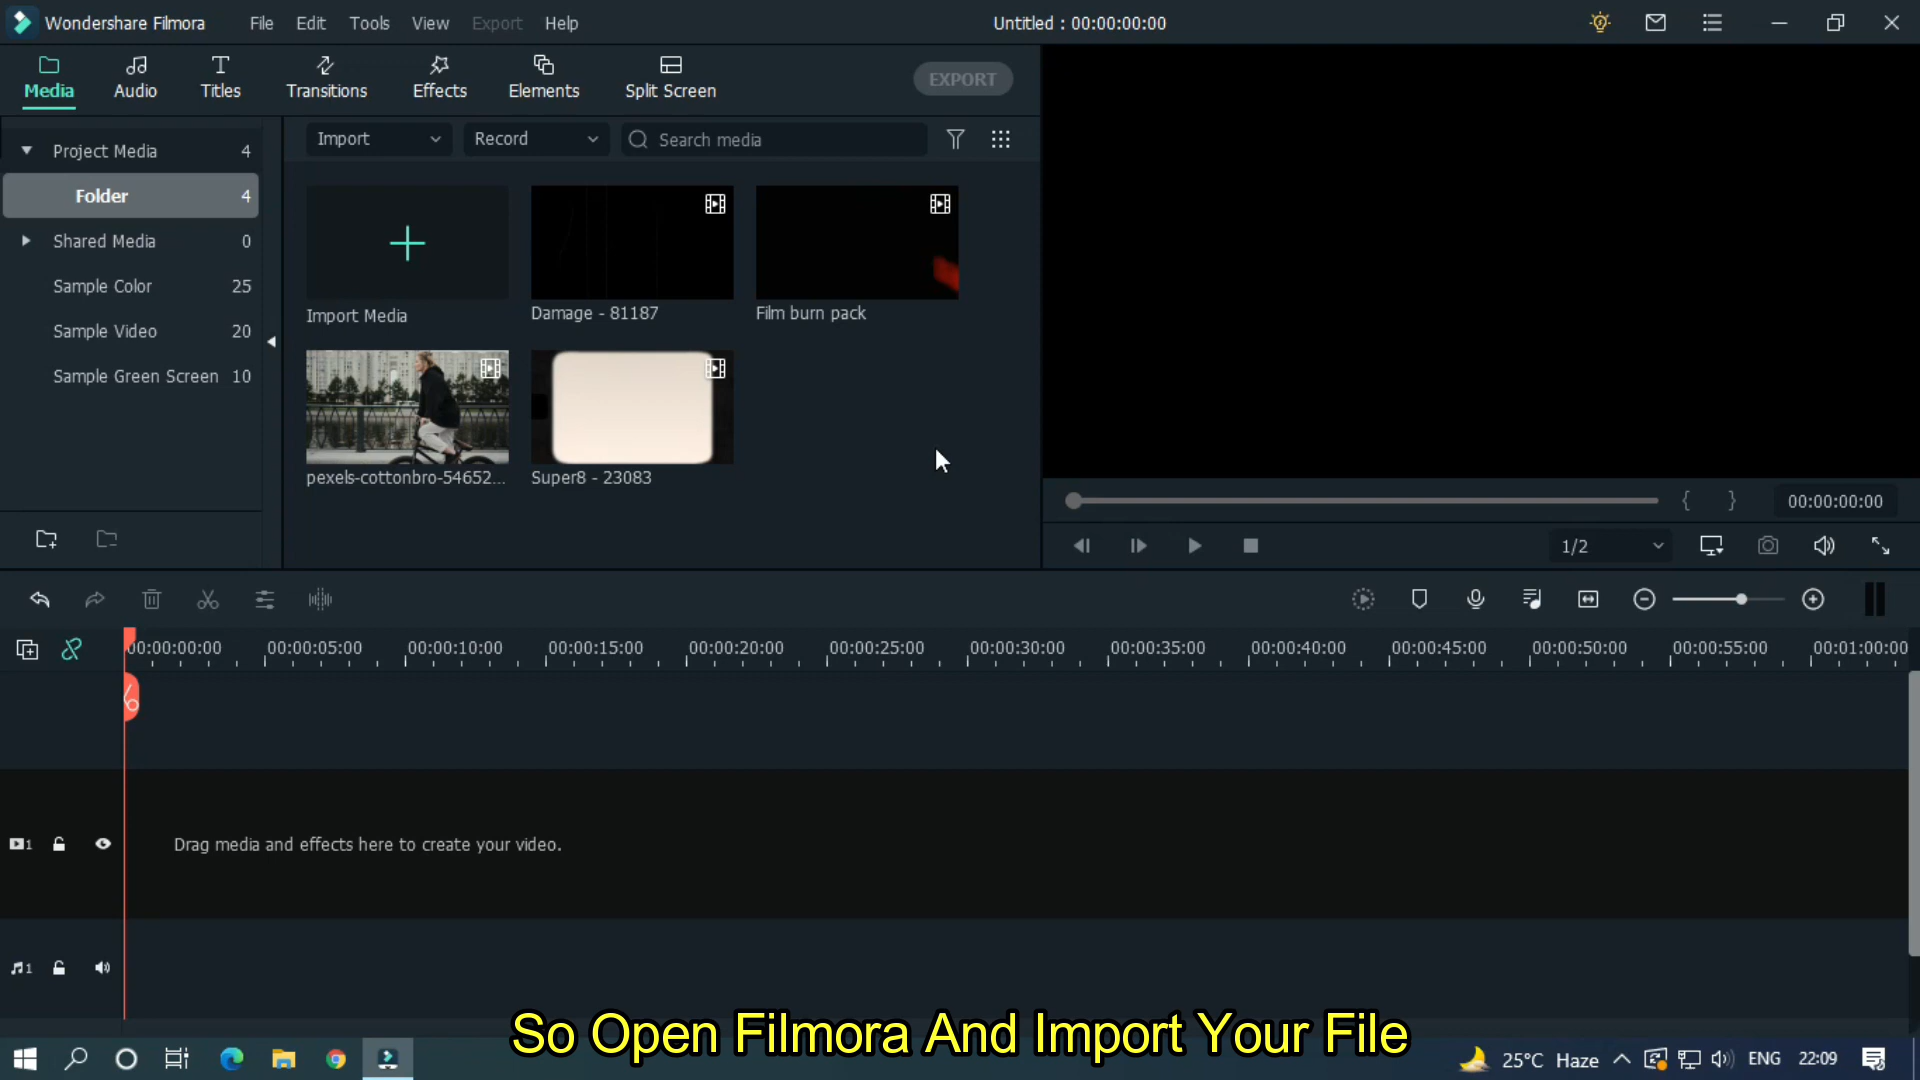 Wondershare Filmora File Edit Tools View Export Help Untitled : 00:00:00:00
Media Audio Titles Transitions Effects Elements Split Screen EXPORT
Import Record Search media
Project Media 4
Folder 4
Shared Media 0
Sample Color 25
Sample Video 20
Sample Green Screen 10
Import Media Damage - 81187 Film burn pack
pexels-cottonbro-54652... Super8 - 23083
{ } 00:00:00:00
1/2
00:00:00:00 00:00:05:00 00:00:10:00 00:00:15:00 00:00:20:00 00:00:25:00 00:00:30:00 00:00:35:00 00:00:40:00 00:00:45:00 00:00:50:00 00:00:55:00 00:01:00:00
1 Drag media and effects here to create your video.
1
So Open Filmora And Import Your File
25°C Haze ENG 22:09